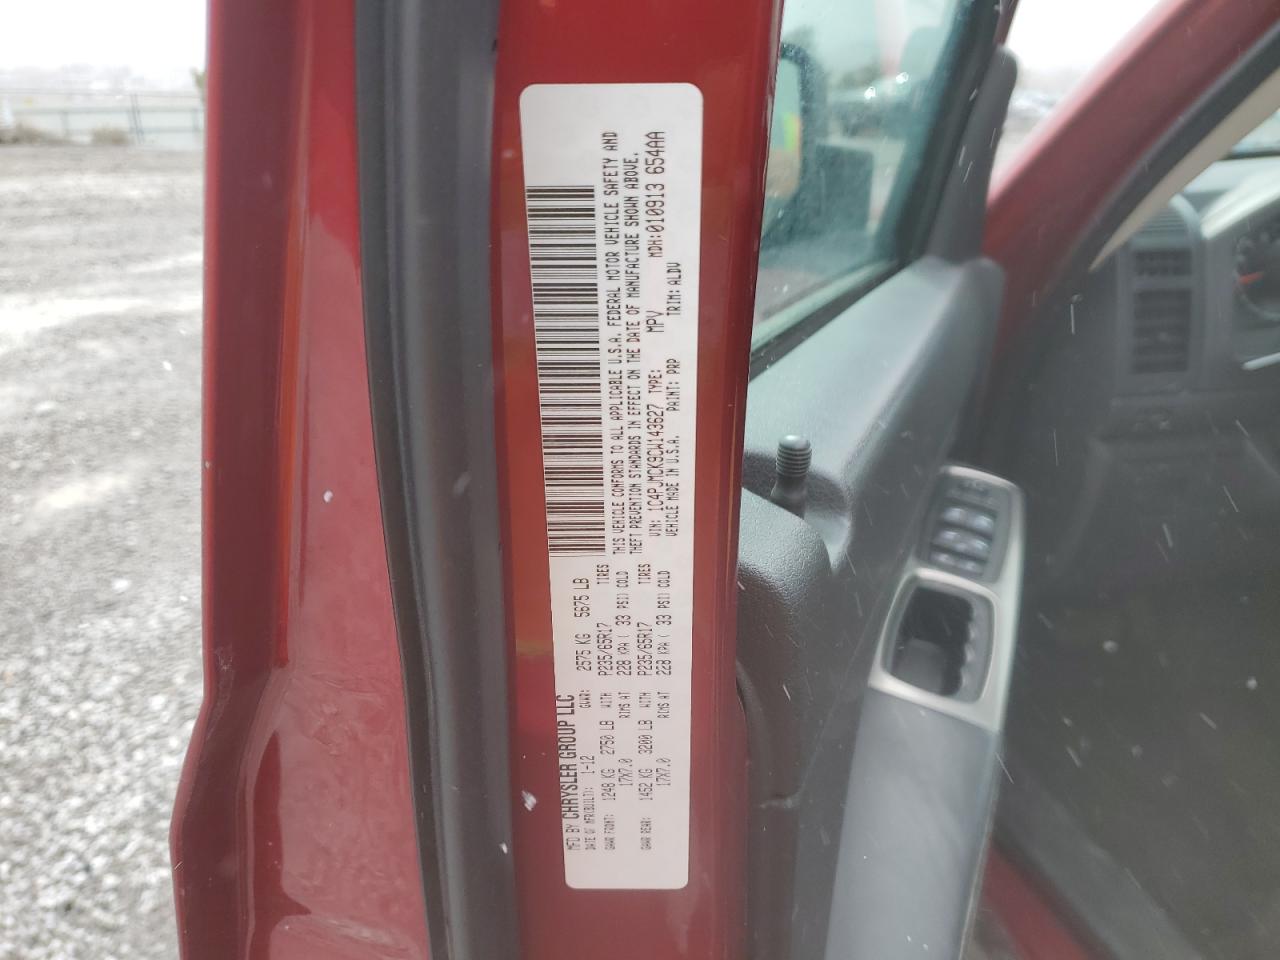 MFD BY CHRYSLER GROUP LLC
DATE OF MFR(BUILT): 1-12 GVWR: 2575 KG 5675 LB
GAWR FRONT: 1248 KG 2750 LB WITH P235/65R17 TIRES
17X7.0 RIMS AT 228 KPA( 33 PSI) COLD
GAWR REAR: 1452 KG 3200 LB WITH P235/65R17 TIRES
17X7.0 RIMS AT 228 KPA( 33 PSI) COLD
THIS VEHICLE CONFORMS TO ALL APPLICABLE U.S.A. FEDERAL MOTOR VEHICLE SAFETY AND
THEFT PREVENTION STANDARDS IN EFFECT ON THE DATE OF MANUFACTURE SHOWN ABOVE.
VIN: 1C4PJMCK9CW143627 TYPE: MPV MDH:010913 654AA
VEHICLE MADE IN U.S.A. PAINT: PRP TRIM: ALDV